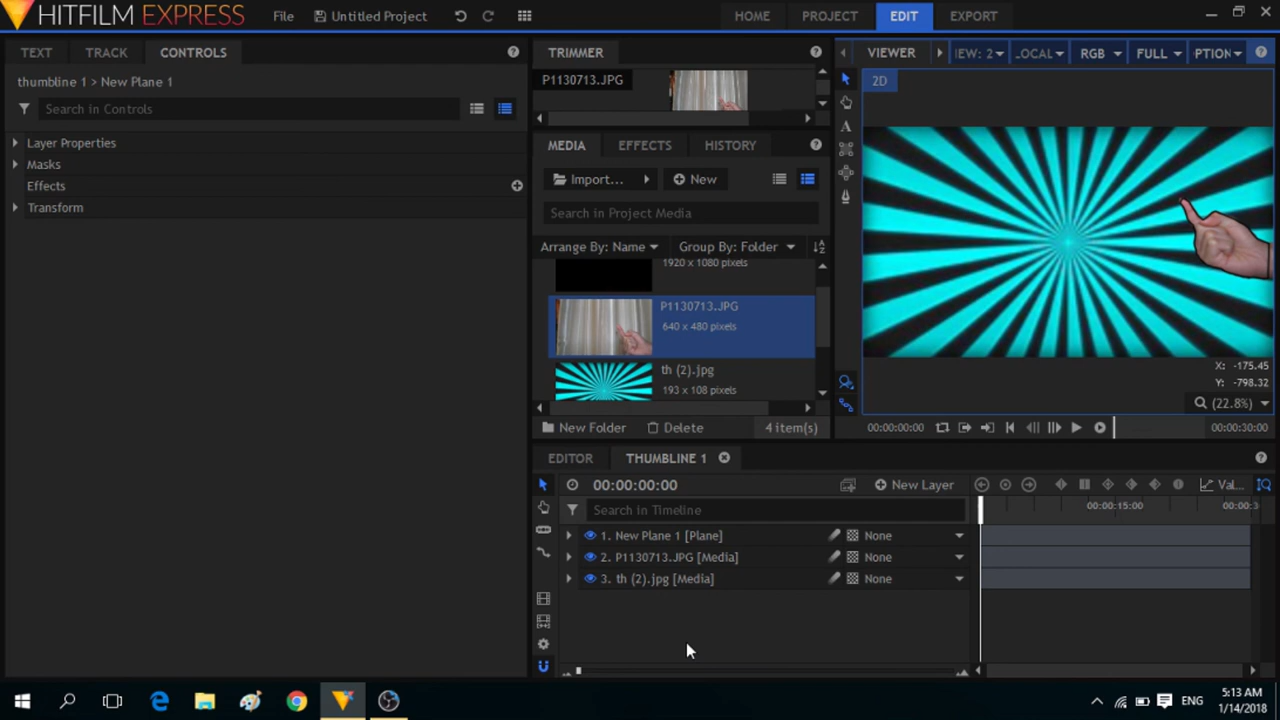 HITFILM EXPRESS File Untitled Project HOME PROJECT EDIT EXPORT
TEXT TRACK CONTROLS
thumbline 1 > New Plane 1
Search in Controls
Layer Properties
Masks
Effects
Transform
TRIMMER
P1130713.JPG
MEDIA EFFECTS HISTORY
Import... New
Search in Project Media
Arrange By: Name Group By: Folder
1920 x 1080 pixels
P1130713.JPG
640 x 480 pixels
th (2).jpg
193 x 108 pixels
New Folder Delete 4 item(s)
VIEWER IEW: 2 LOCAL RGB FULL PTION
2D
X: -175.45
Y: -798.32
(22.8%)
00:00:00:00 00:00:30:00
EDITOR THUMBLINE 1
00:00:00:00 New Layer Val...
Search in Timeline 00:00:15:00 00:00:3
1. New Plane 1 [Plane] None
2. P1130713.JPG [Media] None
3. th (2).jpg [Media] None
ENG 5:13 AM
1/14/2018